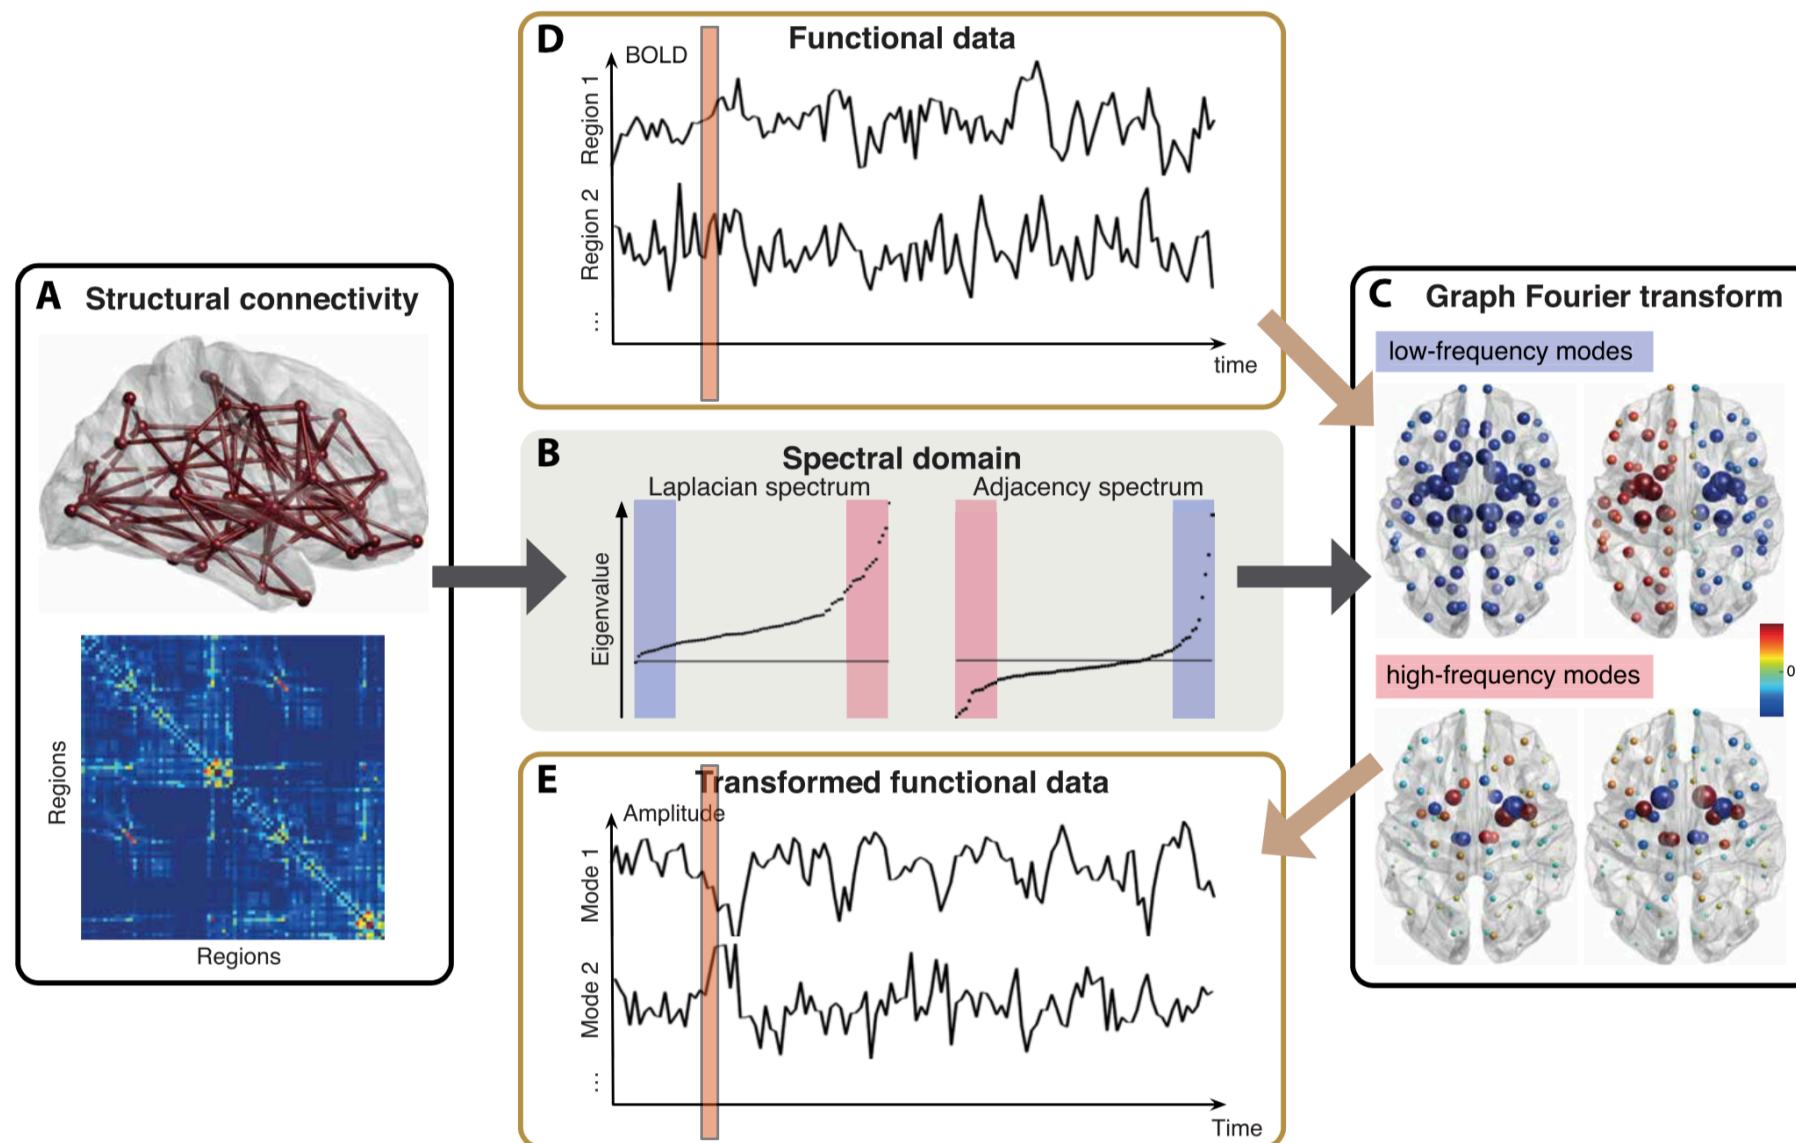 A Structural connectivity
Regions
Regions
B Spectral domain
Laplacian spectrum
Adjacency spectrum
Eigenvalue
C Graph Fourier transform
low-frequency modes
high-frequency modes
0
D Functional data
BOLD
Region 1
Region 2
...
time
E Transformed functional data
Amplitude
Mode 1
Mode 2
...
Time